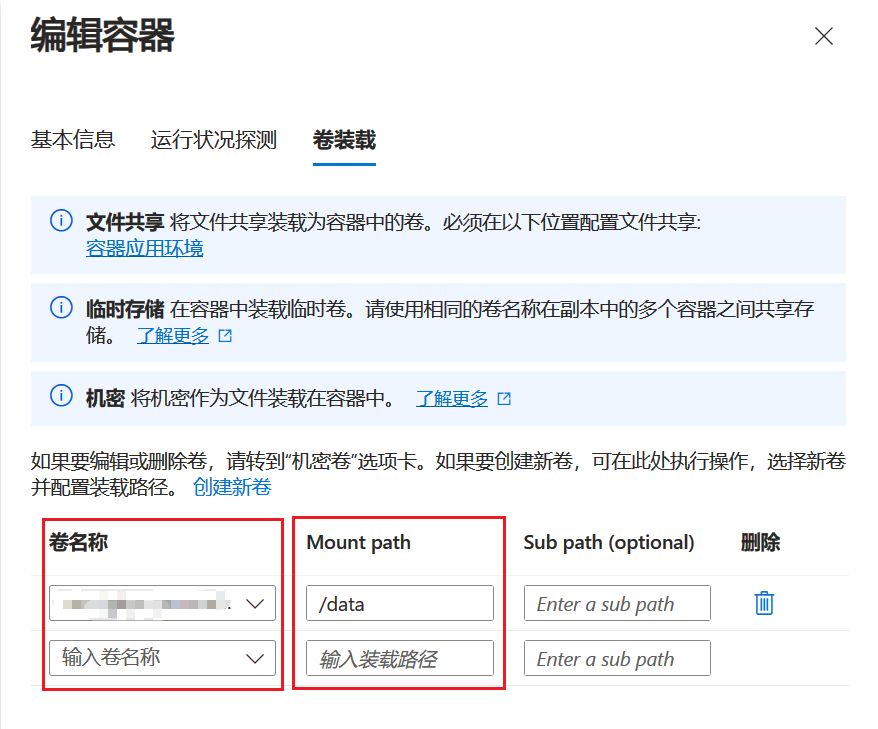 编辑容器
基本信息 运行状况探测 卷装载
文件共享 将文件共享装载为容器中的卷。必须在以下位置配置文件共享:
容器应用环境
临时存储 在容器中装载临时卷。请使用相同的卷名称在副本中的多个容器之间共享存
储。 了解更多
机密 将机密作为文件装载在容器中。 了解更多
如果要编辑或删除卷，请转到“机密卷”选项卡。如果要创建新卷，可在此处执行操作，选择新卷
并配置装载路径。 创建新卷
卷名称 Mount path Sub path (optional) 删除
/data Enter a sub path
输入卷名称 输入装载路径 Enter a sub path